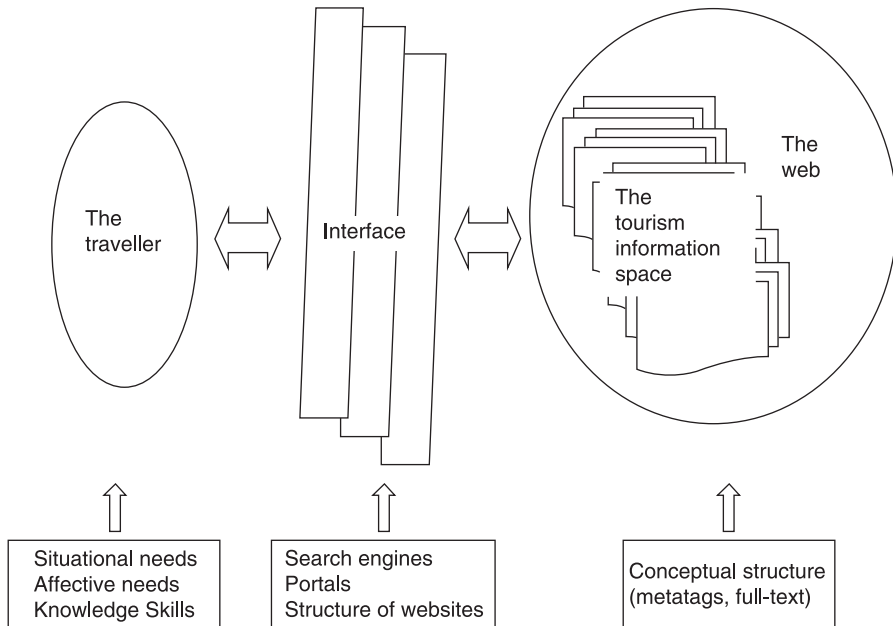 The
traveller
Interface
The
web
The
tourism
information
space
Situational needs
Affective needs
Knowledge Skills
Search engines
Portals
Structure of websites
Conceptual structure
(metatags, full-text)